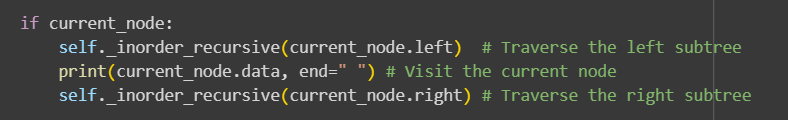 if current_node:
    self._inorder_recursive(current_node.left)  # Traverse the left subtree
    print(current_node.data, end=" ") # Visit the current node
    self._inorder_recursive(current_node.right) # Traverse the right subtree